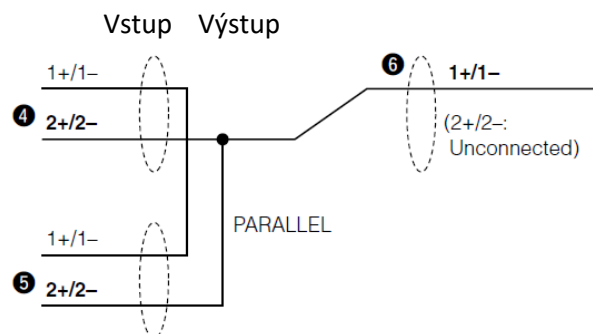 Vstup Výstup
1+/1–
❹ 2+/2–
❻ 1+/1–
(2+/2–:
Unconnected)
PARALLEL
1+/1–
❺ 2+/2–